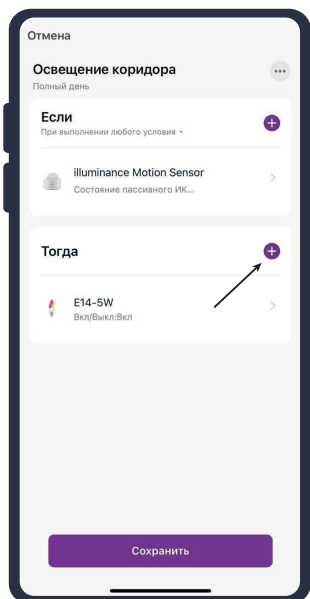 Отмена
Освещение коридора
Полный день
Если
При выполнении любого условия
illuminance Motion Sensor
Состояние пассивного ИК...
Тогда
E14-5W
Вкл/Выкл:Вкл
Сохранить